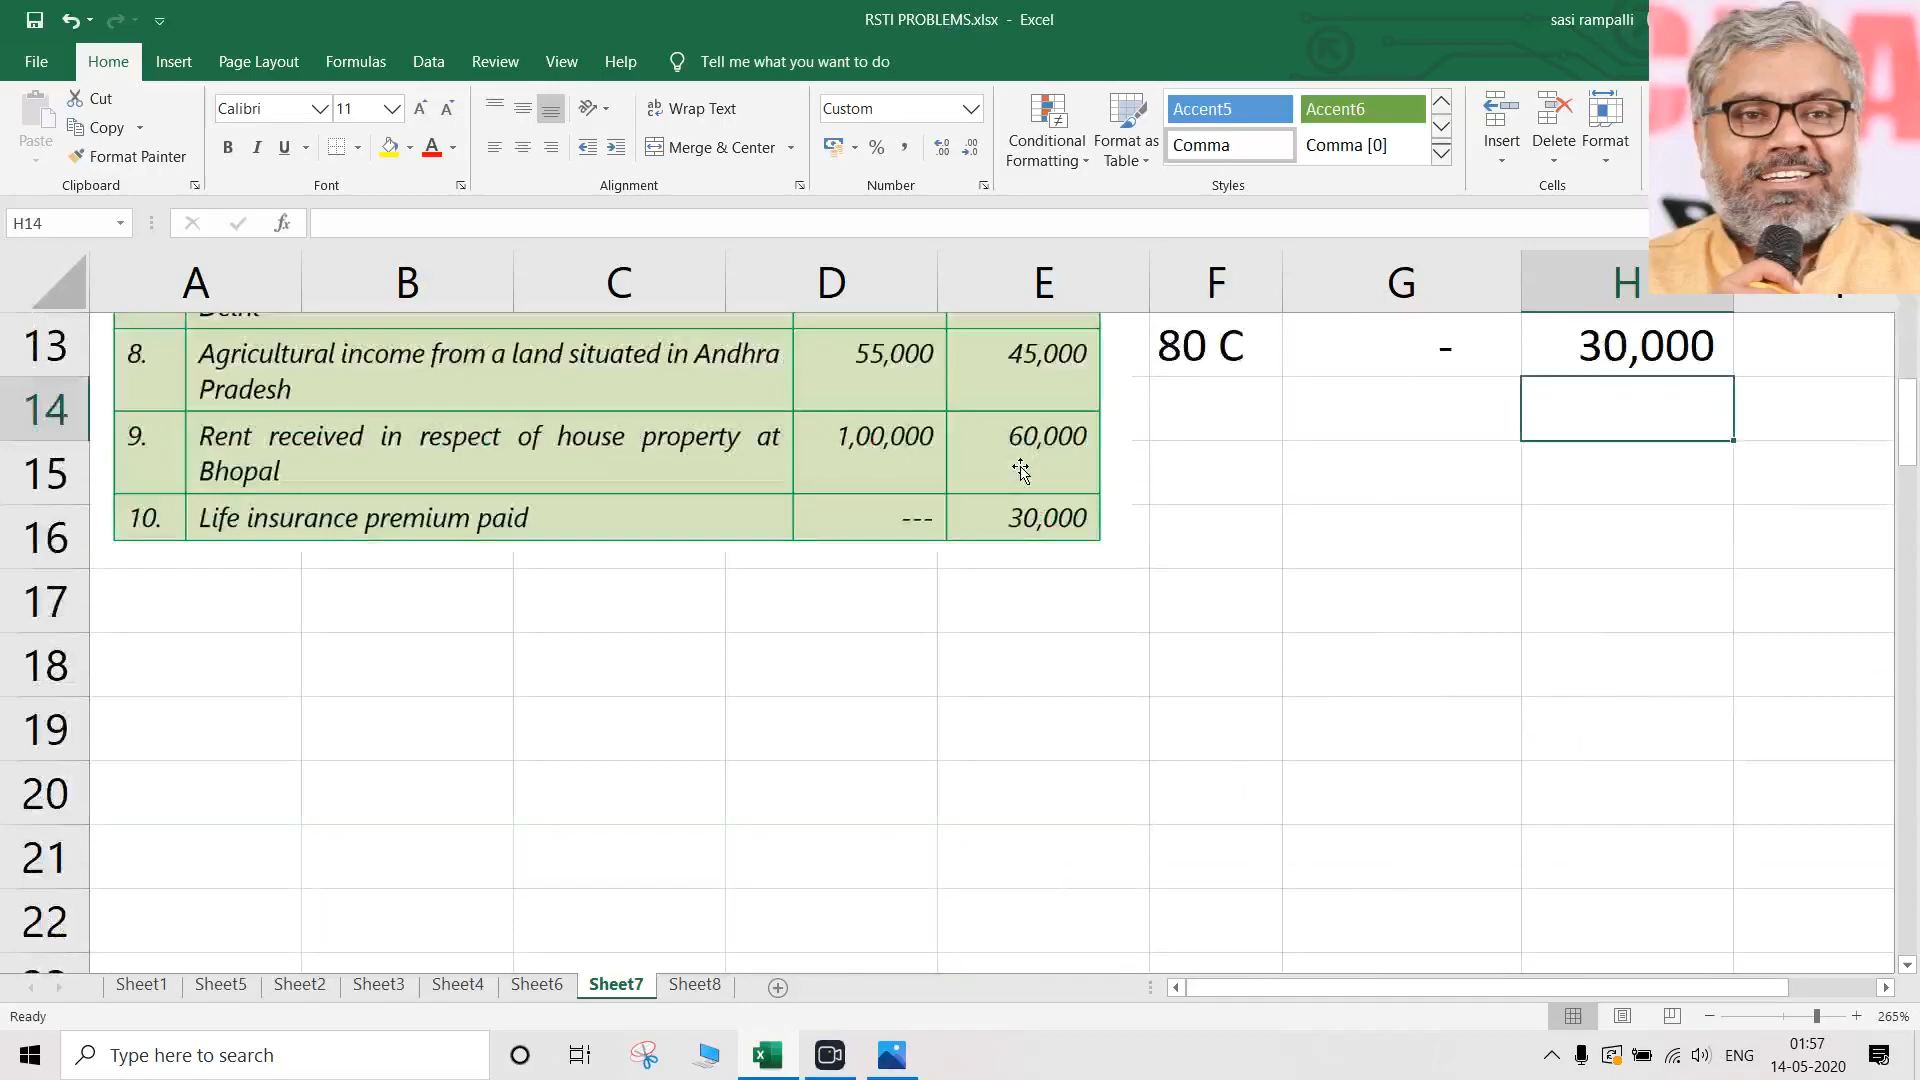 RSTI PROBLEMS.xlsx - Excel
sasi rampalli
File Home Insert Page Layout Formulas Data Review View Help Tell me what you want to do
Cut
Copy
Format Painter
Paste
Clipboard
Calibri 11
B I U
Font
Wrap Text
Merge & Center
Alignment
Custom
% ,
Number
Conditional Formatting
Format as Table
Accent5 Accent6
Comma Comma [0]
Styles
Insert Delete Format
Cells
H14
fx
A B C D E F G H
13
14
15
16
17
18
19
20
21
22
8. Agricultural income from a land situated in Andhra 55,000 45,000
Pradesh
9. Rent received in respect of house property at 1,00,000 60,000
Bhopal
10. Life insurance premium paid --- 30,000
80 C - 30,000
Sheet1 Sheet5 Sheet2 Sheet3 Sheet4 Sheet6 Sheet7 Sheet8
Ready
265%
Type here to search
ENG
01:57
14-05-2020